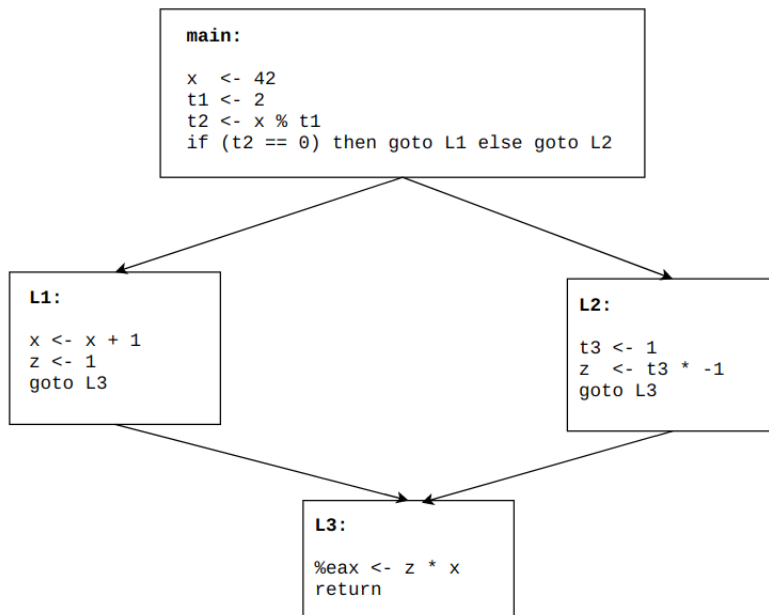 main:
x <- 42
t1 <- 2
t2 <- x % t1
if (t2 == 0) then goto L1 else goto L2
L1:
x <- x + 1
z <- 1
goto L3
L2:
t3 <- 1
z <- t3 * -1
goto L3
L3:
%eax <- z * x
return